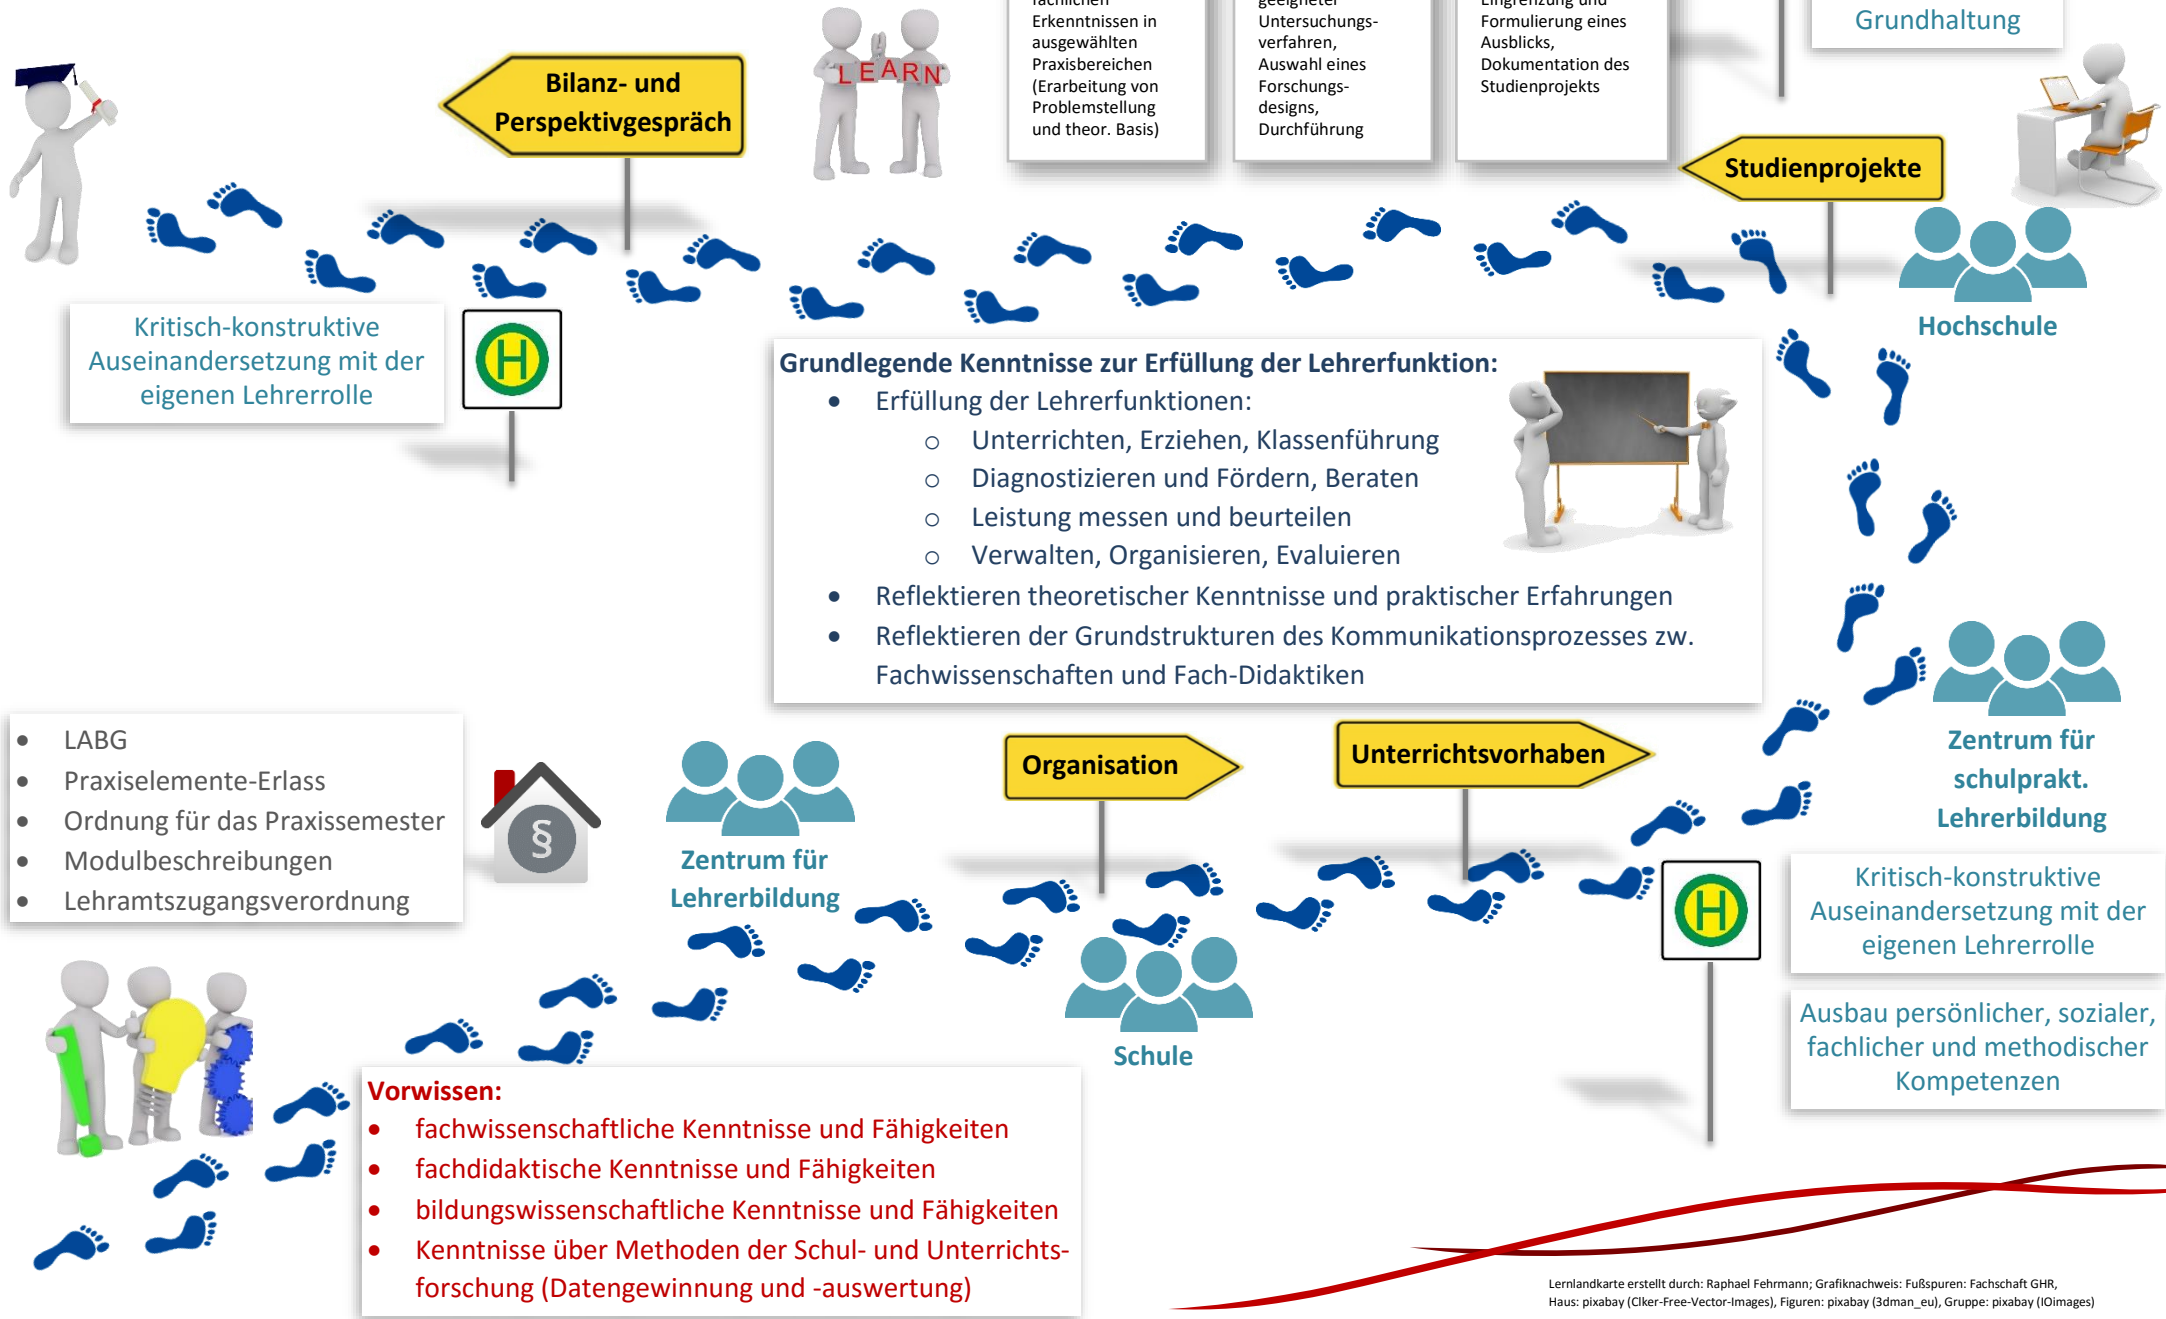 Erkenntnissen in
ausgewählten
Praxisbereichen
(Erarbeitung von
Problemstellung
und theor. Basis)
geeigneter
Untersuchungs-
verfahren,
Auswahl eines
Forschungs-
designs,
Durchführung
Eingrenzung und
Formulierung eines
Ausblicks,
Dokumentation des
Studienprojekts
Grundhaltung
Bilanz- und
Perspektivgespräch
LEARN
Studienprojekte
Hochschule
Kritisch-konstruktive
Auseinandersetzung mit der
eigenen Lehrerrolle
H
Grundlegende Kenntnisse zur Erfüllung der Lehrerfunktion:
• Erfüllung der Lehrerfunktionen:
o Unterrichten, Erziehen, Klassenführung
o Diagnostizieren und Fördern, Beraten
o Leistung messen und beurteilen
o Verwalten, Organisieren, Evaluieren
• Reflektieren theoretischer Kenntnisse und praktischer Erfahrungen
• Reflektieren der Grundstrukturen des Kommunikationsprozesses zw.
Fachwissenschaften und Fach-Didaktiken
• LABG
• Praxiselemente-Erlass
• Ordnung für das Praxissemester
• Modulbeschreibungen
• Lehramtszugangsverordnung
§
Zentrum für
Lehrerbildung
Organisation
Unterrichtsvorhaben
Zentrum für
schulprakt.
Lehrerbildung
Schule
H
Kritisch-konstruktive
Auseinandersetzung mit der
eigenen Lehrerrolle
Ausbau persönlicher, sozialer,
fachlicher und methodischer
Kompetenzen
Vorwissen:
• fachwissenschaftliche Kenntnisse und Fähigkeiten
• fachdidaktische Kenntnisse und Fähigkeiten
• bildungswissenschaftliche Kenntnisse und Fähigkeiten
• Kenntnisse über Methoden der Schul- und Unterrichts-
forschung (Datengewinnung und -auswertung)
Lernlandkarte erstellt durch: Raphael Fehrmann; Grafiknachweis: Fußspuren: Fachschaft GHR,
Haus: pixabay (Clker-Free-Vector-Images), Figuren: pixabay (3dman_eu), Gruppe: pixabay (IOimages)